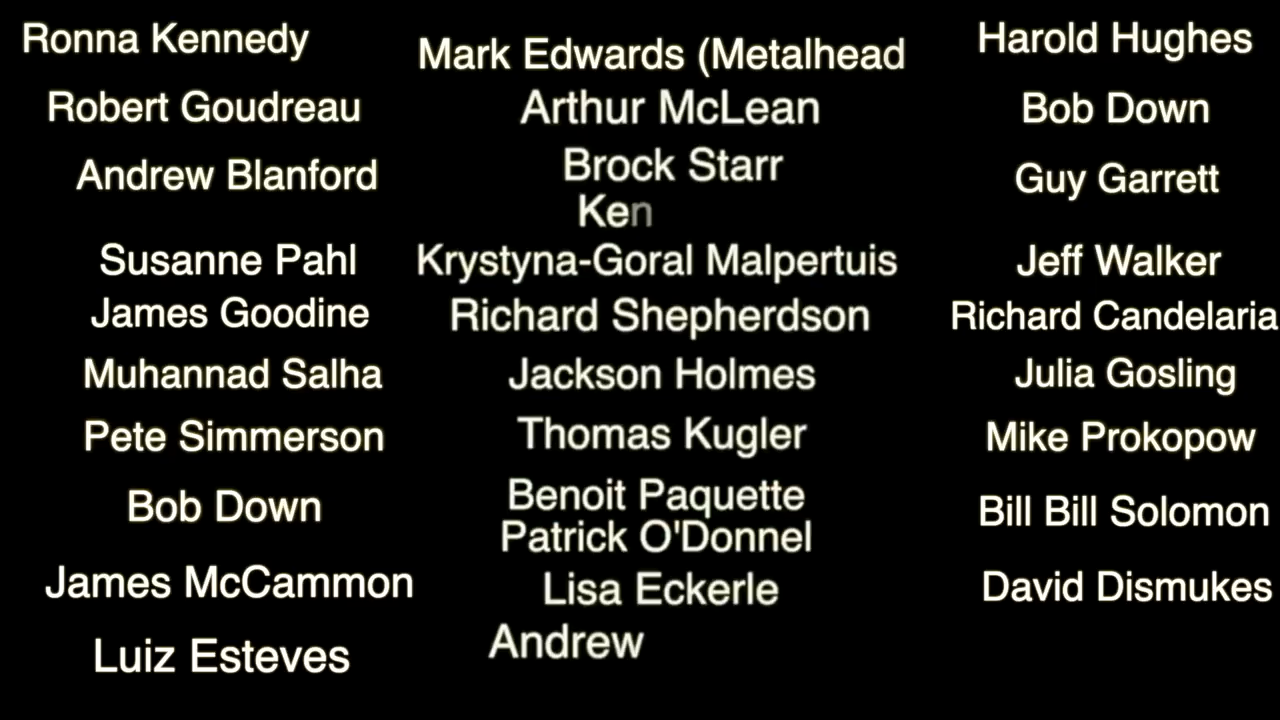 Ronna Kennedy
Robert Goudreau
Andrew Blanford
Susanne Pahl
James Goodine
Muhannad Salha
Pete Simmerson
Bob Down
James McCammon
Luiz Esteves
Mark Edwards (Metalhead
Arthur McLean
Brock Starr
Ken
Krystyna-Goral Malpertuis
Richard Shepherdson
Jackson Holmes
Thomas Kugler
Benoit Paquette
Patrick O'Donnel
Lisa Eckerle
Andrew
Harold Hughes
Bob Down
Guy Garrett
Jeff Walker
Richard Candelaria
Julia Gosling
Mike Prokopow
Bill Bill Solomon
David Dismukes